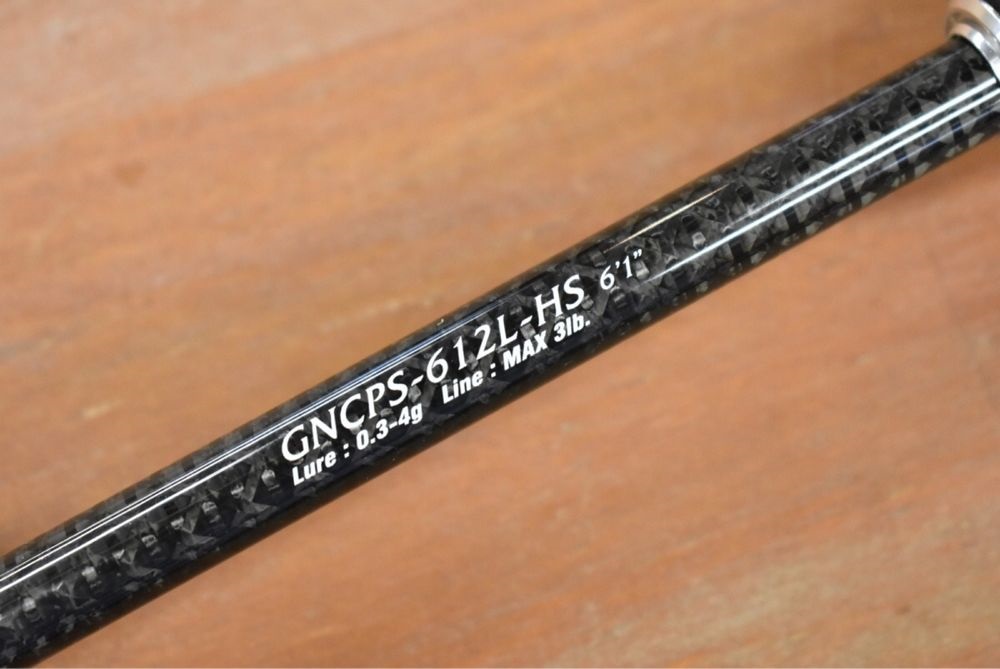 GNCPS-612L-HS 6'1"
Lure : 0.3-4g Line : MAX 3lb.